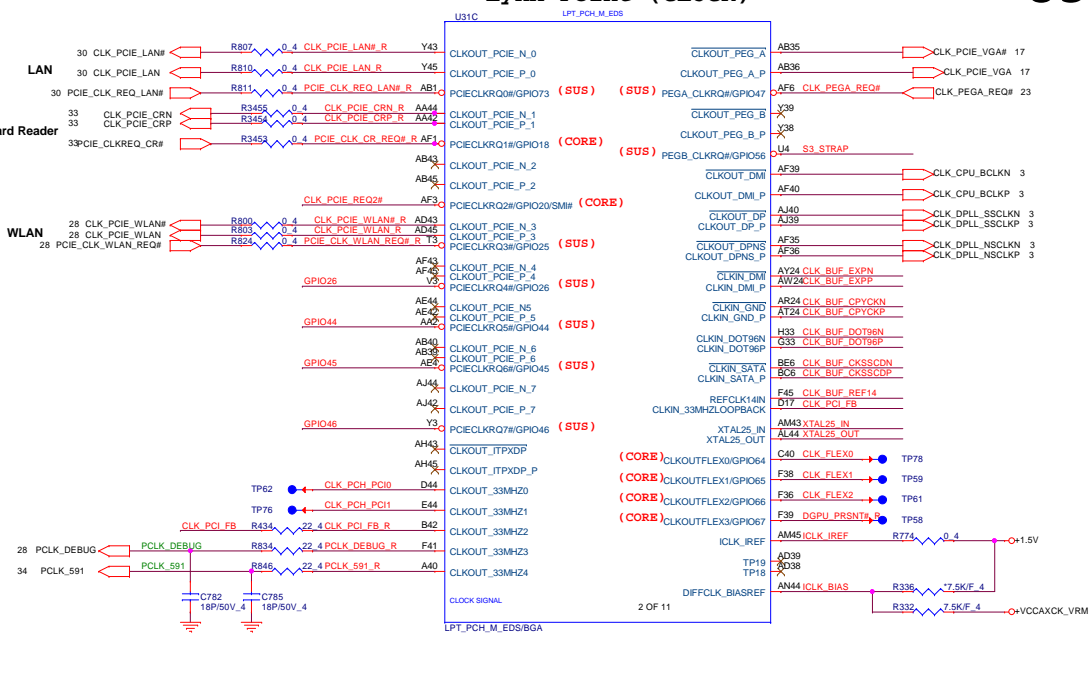 U31C
LPT_PCH_M_EDS
30 CLK_PCIE_LAN# R807 0_4 CLK_PCIE_LAN#_R Y43 CLKOUT_PCIE_N_0
LAN
30 CLK_PCIE_LAN R810 0_4 CLK_PCIE_LAN_R Y45 CLKOUT_PCIE_P_0
30 PCIE_CLK_REQ_LAN# R811 0_4 PCIE_CLK_REQ_LAN#_R AB1 PCIECLKRQ0#/GPIO73 (SUS)
33 CLK_PCIE_CRN R3455 0_4 CLK_PCIE_CRN_R AA44 CLKOUT_PCIE_N_1
33 CLK_PCIE_CRP R3454 0_4 CLK_PCIE_CRP_R AA42 CLKOUT_PCIE_P_1
ard Reader
33 PCIE_CLKREQ_CR# R3453 0_4 PCIE_CLK_CR_REQ#_R AF1 PCIECLKRQ1#/GPIO18 (CORE)
AB43 CLKOUT_PCIE_N_2
AB45 CLKOUT_PCIE_P_2
CLK_PCIE_REQ2# AF3 PCIECLKRQ2#/GPIO20/SMI# (CORE)
28 CLK_PCIE_WLAN# R800 0_4 CLK_PCIE_WLAN#_R AD43 CLKOUT_PCIE_N_3
WLAN
28 CLK_PCIE_WLAN R803 0_4 CLK_PCIE_WLAN_R AD45 CLKOUT_PCIE_P_3
28 PCIE_CLK_WLAN_REQ# R824 0_4 PCIE_CLK_WLAN_REQ#_R T3 PCIECLKRQ3#/GPIO25 (SUS)
AF43 CLKOUT_PCIE_N_4
AF45 CLKOUT_PCIE_P_4
GPIO26 V3 PCIECLKRQ4#/GPIO26 (SUS)
AE44 CLKOUT_PCIE_N5
AE42 CLKOUT_PCIE_P_5
GPIO44 AA2 PCIECLKRQ5#/GPIO44 (SUS)
AB40 CLKOUT_PCIE_N_6
AB39 CLKOUT_PCIE_P_6
GPIO45 AE4 PCIECLKRQ6#/GPIO45 (SUS)
AJ44 CLKOUT_PCIE_N_7
AJ42 CLKOUT_PCIE_P_7
GPIO46 Y3 PCIECLKRQ7#/GPIO46 (SUS)
AH43 CLKOUT_ITPXDP
AH45 CLKOUT_ITPXDP_P
TP62 CLK_PCH_PCI0 D44 CLKOUT_33MHZ0
TP76 CLK_PCH_PCI1 E44 CLKOUT_33MHZ1
CLK_PCI_FB R434 22_4 CLK_PCI_FB_R B42 CLKOUT_33MHZ2
28 PCLK_DEBUG PCLK_DEBUG R834 22_4 PCLK_DEBUG_R F41 CLKOUT_33MHZ3
34 PCLK_591 PCLK_591 R846 22_4 PCLK_591_R A40 CLKOUT_33MHZ4
C782 18P/50V_4
C785 18P/50V_4
CLOCK SIGNAL
LPT_PCH_M_EDS/BGA
CLKOUT_PEG_A AB35 CLK_PCIE_VGA# 17
CLKOUT_PEG_A_P AB36 CLK_PCIE_VGA 17
(SUS) PEGA_CLKRQ#/GPIO47 AF6 CLK_PEGA_REQ# CLK_PEGA_REQ# 23
CLKOUT_PEG_B Y39
CLKOUT_PEG_B_P Y38
(SUS) PEGB_CLKRQ#/GPIO56 U4 S3_STRAP
CLKOUT_DMI AF39 CLK_CPU_BCLKN 3
CLKOUT_DMI_P AF40 CLK_CPU_BCLKP 3
CLKOUT_DP AJ40 CLK_DPLL_SSCLKN 3
CLKOUT_DP_P AJ39 CLK_DPLL_SSCLKP 3
CLKOUT_DPNS AF35 CLK_DPLL_NSCLKN 3
CLKOUT_DPNS_P AF36 CLK_DPLL_NSCLKP 3
CLKIN_DMI AY24 CLK_BUF_EXPN
CLKIN_DMI_P AW24 CLK_BUF_EXPP
CLKIN_GND AR24 CLK_BUF_CPYCKN
CLKIN_GND_P AT24 CLK_BUF_CPYCKP
CLKIN_DOT96N H33 CLK_BUF_DOT96N
CLKIN_DOT96P G33 CLK_BUF_DOT96P
CLKIN_SATA BE6 CLK_BUF_CKSSCDN
CLKIN_SATA_P BC6 CLK_BUF_CKSSCDP
REFCLK14IN F45 CLK_BUF_REF14
CLKIN_33MHZLOOPBACK D17 CLK_PCI_FB
XTAL25_IN AM43 XTAL25_IN
XTAL25_OUT AL44 XTAL25_OUT
(CORE) CLKOUTFLEX0/GPIO64 C40 CLK_FLEX0 TP78
(CORE) CLKOUTFLEX1/GPIO65 F38 CLK_FLEX1 TP59
(CORE) CLKOUTFLEX2/GPIO66 F36 CLK_FLEX2 TP61
(CORE) CLKOUTFLEX3/GPIO67 F39 DGPU_PRSNT#_R TP58
ICLK_IREF AM45 ICLK_IREF R774 0_4 +1.5V
TP19 AD39
TP18 AD38
DIFFCLK_BIASREF AN44 ICLK_BIAS R336 *7.5K/F_4
2 OF 11
R332 7.5K/F_4 +VCCAXCK_VRM